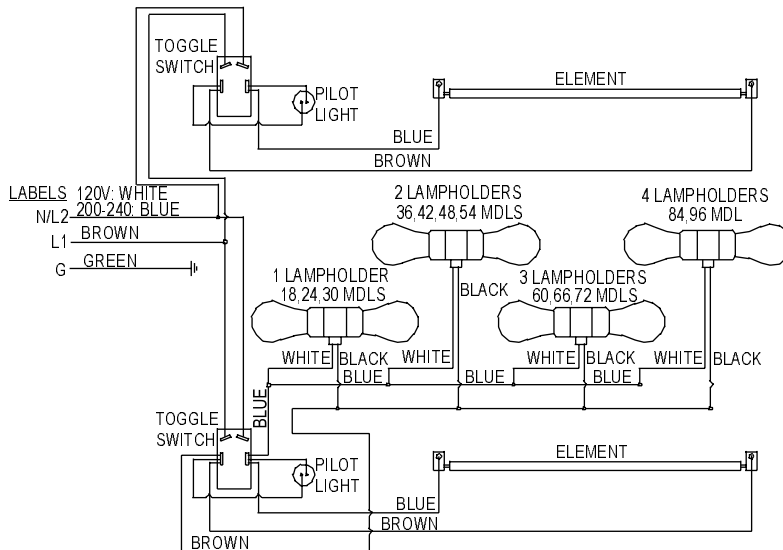 TOGGLE
SWITCH
PILOT
LIGHT
ELEMENT
BLUE
BROWN
LABELS 120V: WHITE
N/L2 200-240: BLUE
L1 BROWN
G GREEN
2 LAMPHOLDERS
36,42,48,54 MDLS
4 LAMPHOLDERS
84,96 MDL
1 LAMPHOLDER
18,24,30 MDLS
BLACK
3 LAMPHOLDERS
60,66,72 MDLS
WHITE BLACK WHITE WHITE BLACK WHITE BLACK
BLUE BLUE BLUE
BLUE
TOGGLE
SWITCH
PILOT
LIGHT
ELEMENT
BLUE
BROWN
BROWN